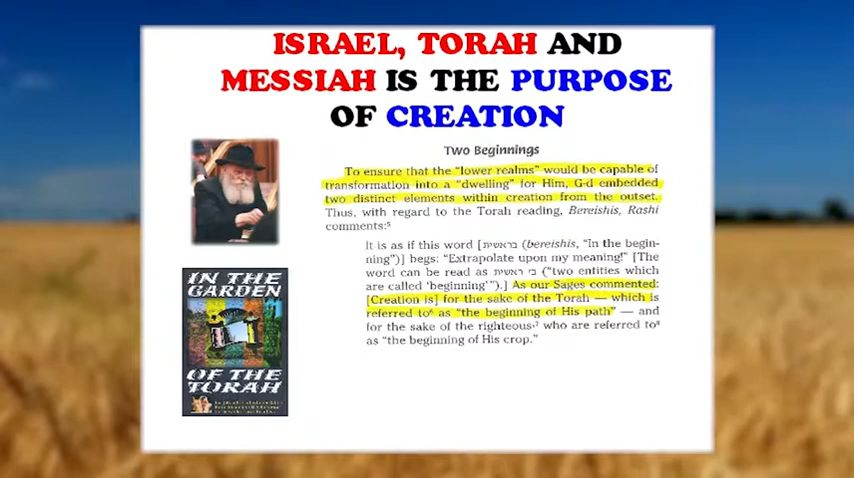 ISRAEL, TORAH AND
MESSIAH IS THE PURPOSE
OF CREATION
Two Beginnings
To ensure that the "lower realms" would be capable of
transformation into a "dwelling" for Him, G-d embedded
two distinct elements within creation from the outset.
Thus, with regard to the Torah reading, Bereishis, Rashi
comments:⁵
It is as if this word [בראשית (bereishis, "In the begin-
ning")] begs: "Extrapolate upon my meaning!" [The
word can be read as בי ראשית ("two entities which
are called 'beginning'").] As our Sages commented:
[Creation is] for the sake of the Torah — which is
referred to⁶ as "the beginning of His path" — and
for the sake of the righteous,⁷ who are referred to⁸
as "the beginning of His crop."
IN THE
GARDEN
OF THE
TORAH